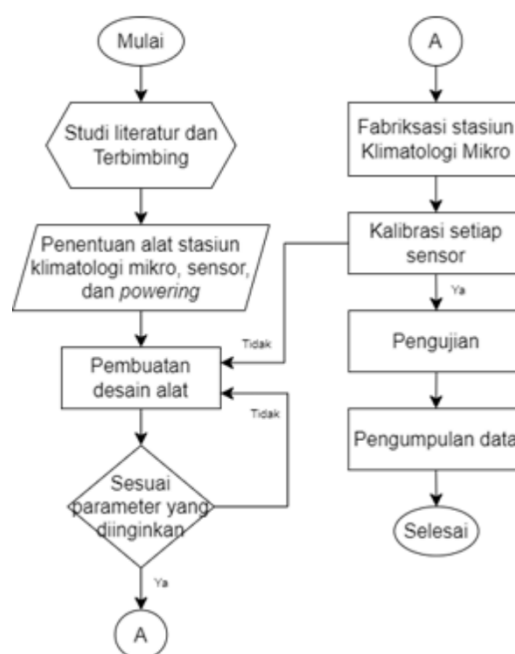 Mulai
Studi literatur dan
Terbimbing
Penentuan alat stasiun
klimatologi mikro, sensor,
dan powering
Pembuatan
desain alat
Tidak
Tidak
Sesuai
parameter yang
diinginkan
Ya
A
A
Fabriksasi stasiun
Klimatologi Mikro
Kalibrasi setiap
sensor
Ya
Pengujian
Pengumpulan data
Selesai